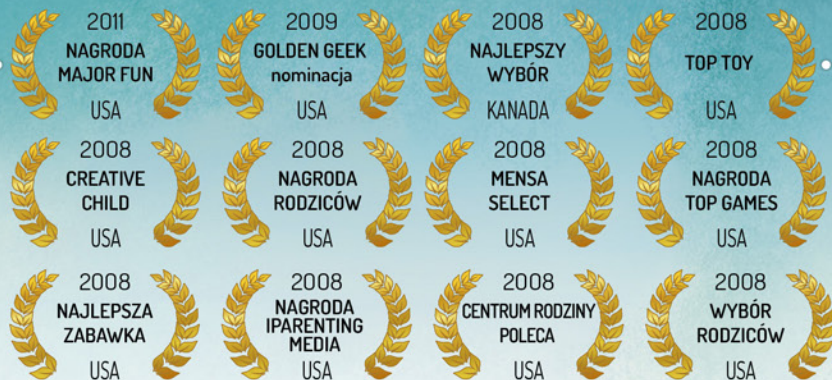 2011
NAGRODA
MAJOR FUN
USA
2009
GOLDEN GEEK
nominacja
USA
2008
NAJLEPSZY
WYBÓR
KANADA
2008
TOP TOY
USA
2008
CREATIVE
CHILD
USA
2008
NAGRODA
RODZICÓW
USA
2008
MENSA
SELECT
USA
2008
NAGRODA
TOP GAMES
USA
2008
NAJLEPSZA
ZABAWKA
USA
2008
NAGRODA
IPARENTING
MEDIA
USA
2008
CENTRUM RODZINY
POLECA
USA
2008
WYBÓR
RODZICÓW
USA